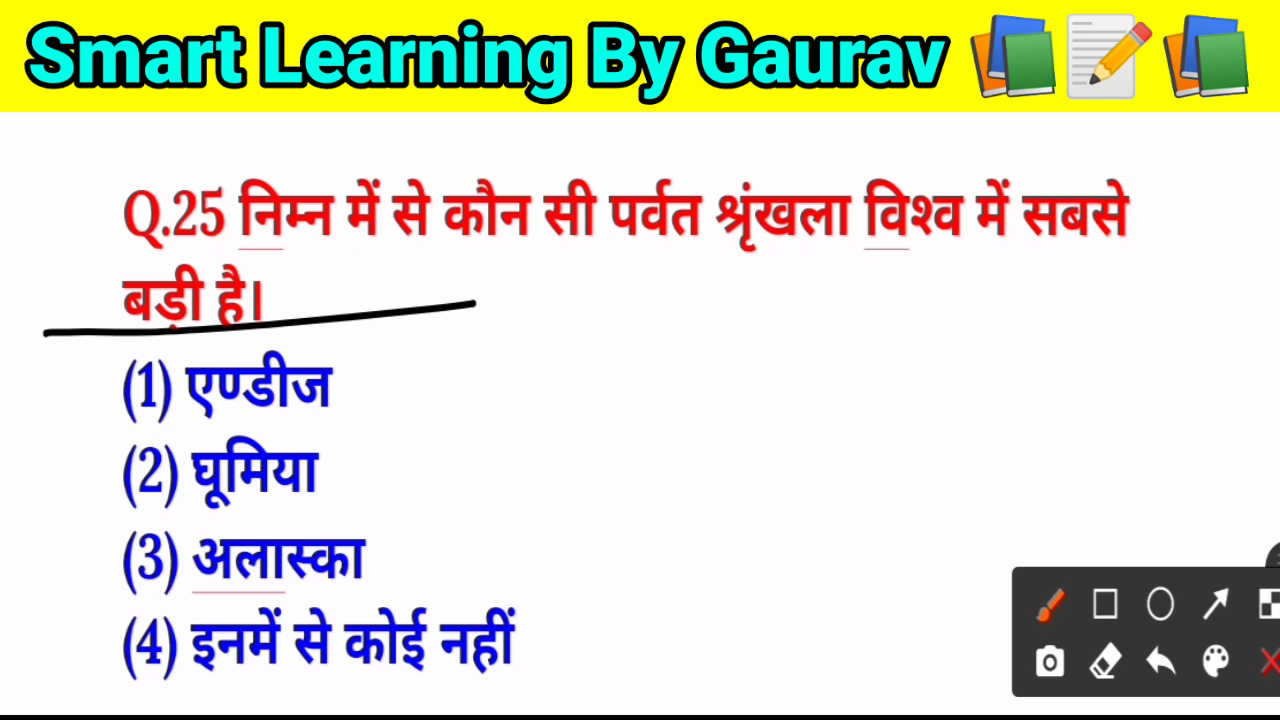 Smart Learning By Gaurav
Q.25 निम्न में से कौन सी पर्वत श्रृंखला विश्व में सबसे
बड़ी है।
(1) एण्डीज
(2) घूमिया
(3) अलास्का
(4) इनमें से कोई नहीं